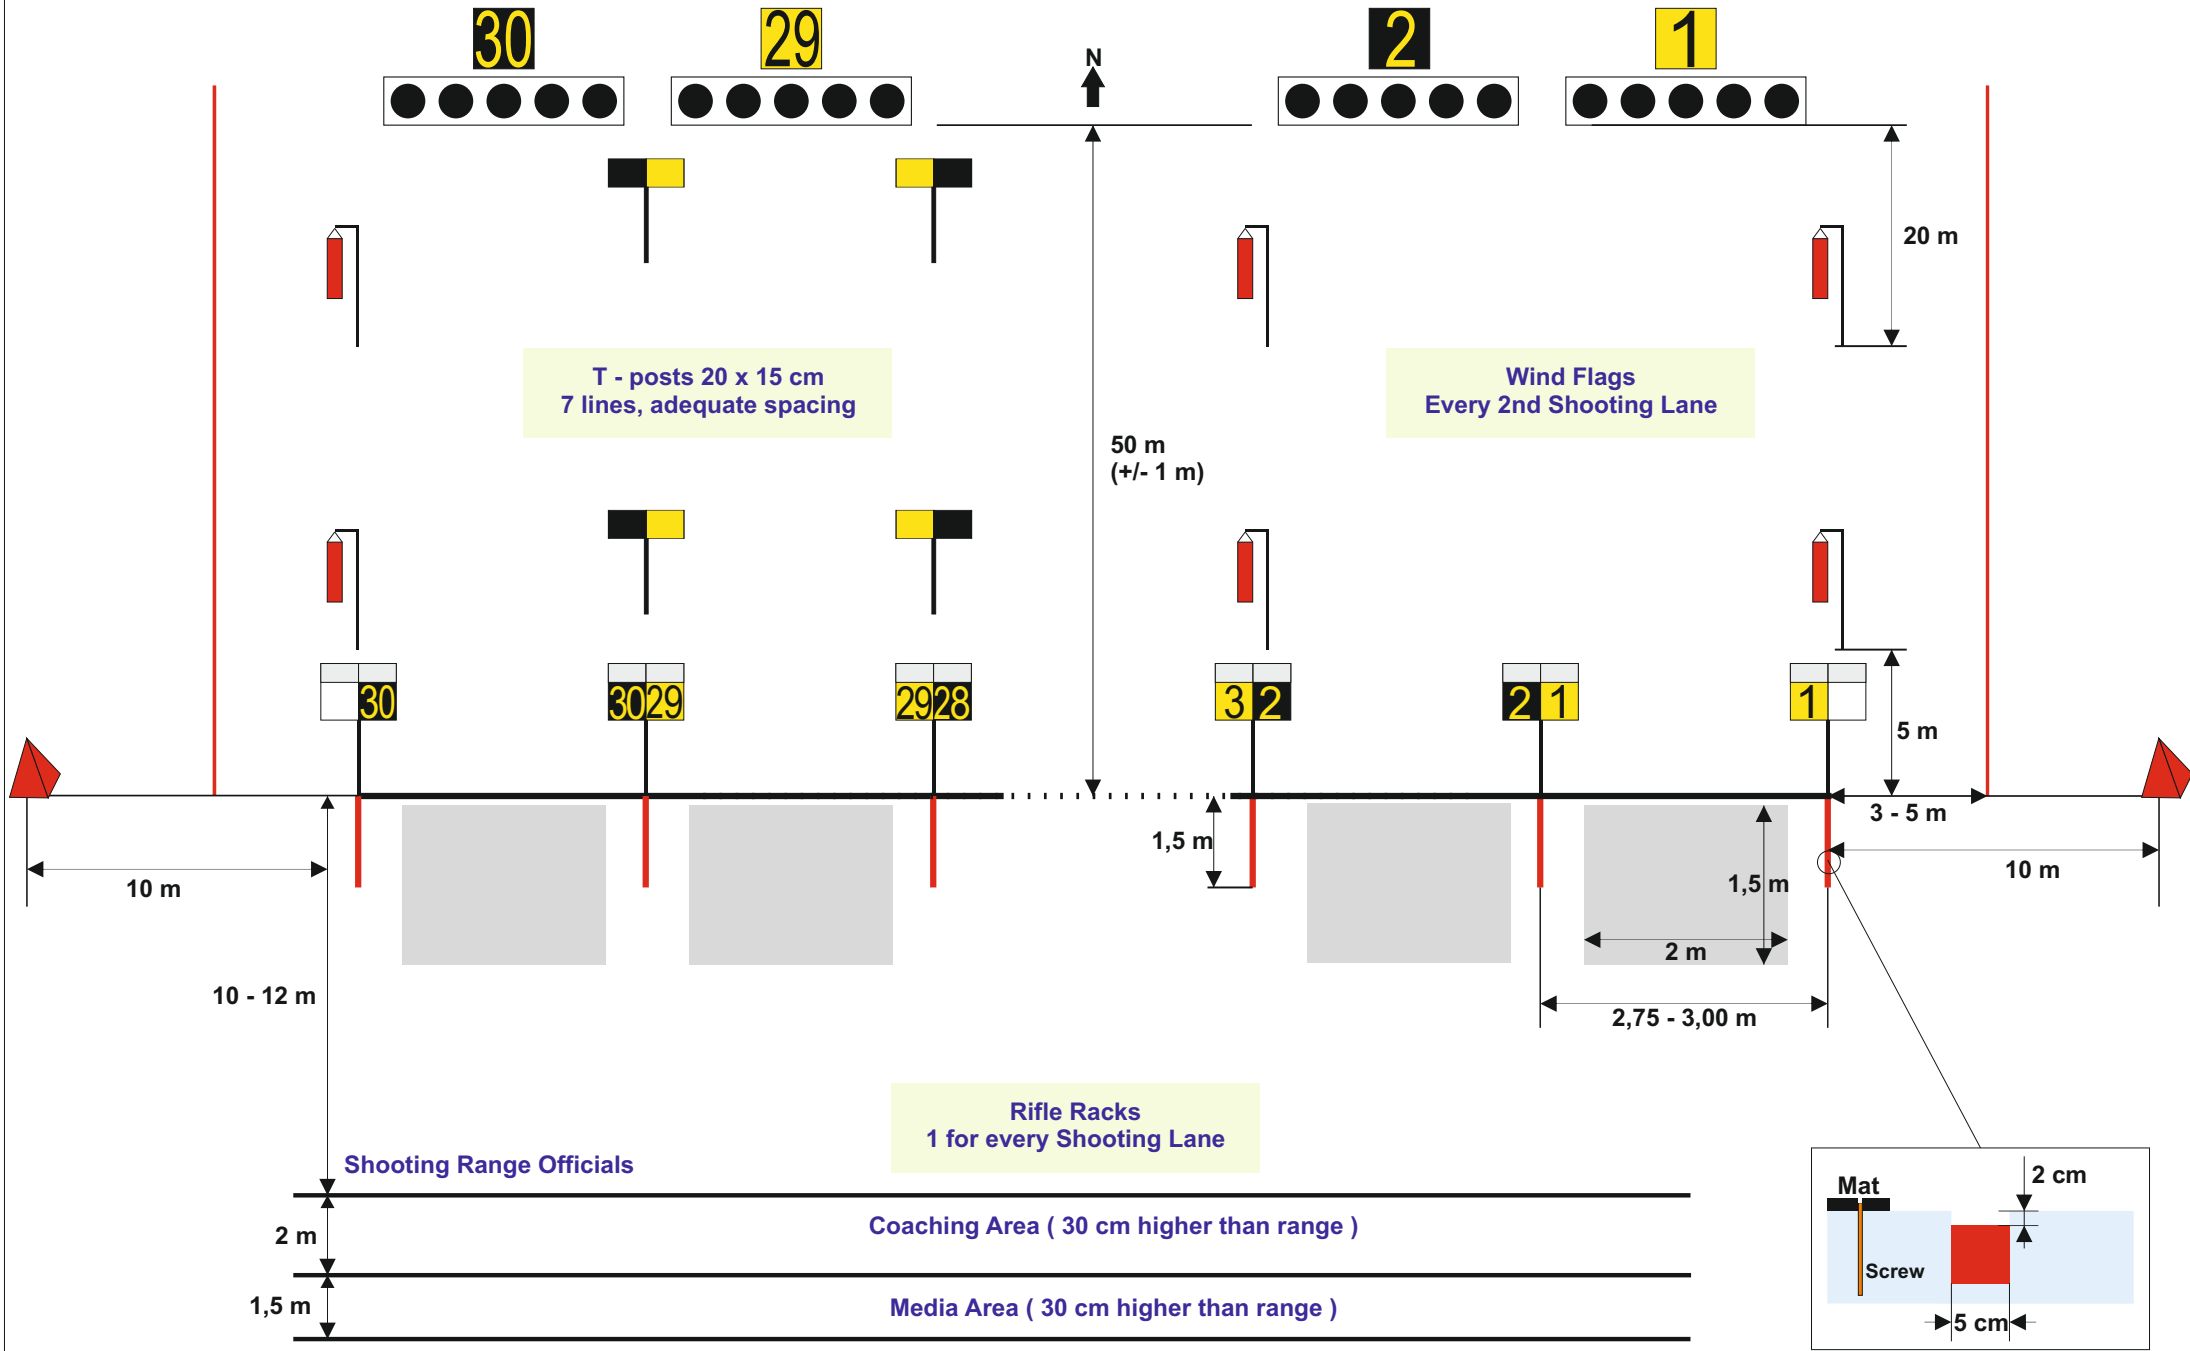 30 29 2 1
N
20 m
T - posts 20 x 15 cm
7 lines, adequate spacing
Wind Flags
Every 2nd Shooting Lane
50 m
(+/- 1 m)
30 30 29 29 28 3 2 2 1 1
5 m
3 - 5 m
1,5 m
10 m
10 m
1,5 m
2 m
10 - 12 m
2,75 - 3,00 m
Rifle Racks
1 for every Shooting Lane
Shooting Range Officials
2 m
Coaching Area ( 30 cm higher than range )
1,5 m
Media Area ( 30 cm higher than range )
Mat
2 cm
Screw
5 cm